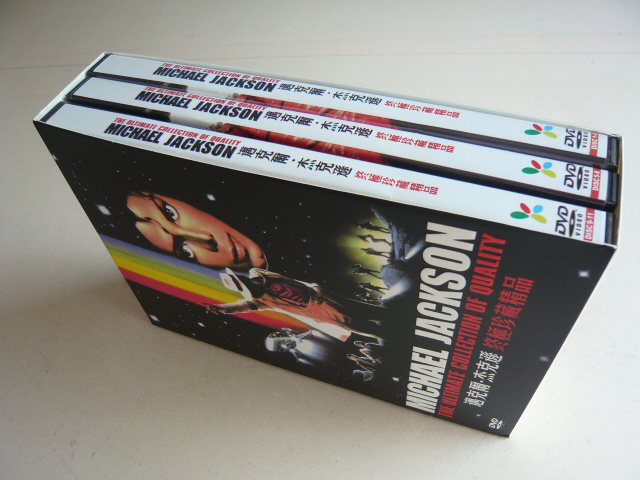 THE ULTIMATE COLLECTION OF QUALITY
MICHAEL JACKSON 邁克爾·杰克遜 終極珍藏精品
DVD
VIDEO
THE ULTIMATE COLLECTION OF QUALITY
MICHAEL JACKSON 邁克爾·杰克遜 終極珍藏精品
DVD
VIDEO
THE ULTIMATE COLLECTION OF QUALITY
MICHAEL JACKSON 邁克爾·杰克遜 終極珍藏精品
DVD
VIDEO
DISC9-11
MICHAEL JACKSON
THE ULTIMATE COLLECTION OF QUALITY
邁克爾·杰克遜 終極珍藏精品
DVD